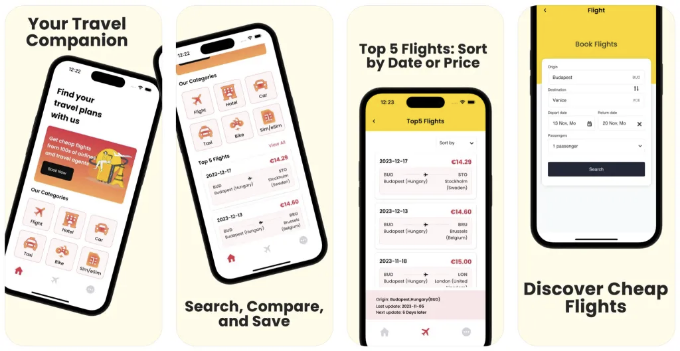 Your Travel
Companion
12:22
Find your
travel plans
with us
Get cheap flights
from 100s of airlines
and travel agents
Book now
Our Categories
Flight
Hotel
Car
Taxi
Bike
Sim/eSim
12:22
Our Categories
Flight
Hotel
Car
Taxi
Bike
Sim/eSim
Top 5 Flights
View All
2023-12-17
€14.29
BUD
STO
Budapest (Hungary)
Stockholm
(Sweden)
2023-12-13
€14.60
BUD
BRU
Budapest (Hungary)
Brussels
(Belgium)
Search, Compare,
and Save
Top 5 Flights: Sort
by Date or Price
12:23
Top5 Flights
Sort by
2023-12-17
€14.29
BUD
STO
Budapest (Hungary)
Stockholm
(Sweden)
2023-12-13
€14.60
BUD
BRU
Budapest (Hungary)
Brussels
(Belgium)
2023-11-18
€15.00
BUD
LON
Budapest (Hungary)
London (United
Origin: Budapest,Hungary(BUD)
Last update: 2023-11-05
Next update: 6 Days later
Flight
Book Flights
Origin
Budapest
BUD
Destination
Venice
VCE
Depart date
Return date
13 Nov, Mo
20 Nov, Mo
Passengers
1 passenger
Search
Discover Cheap
Flights